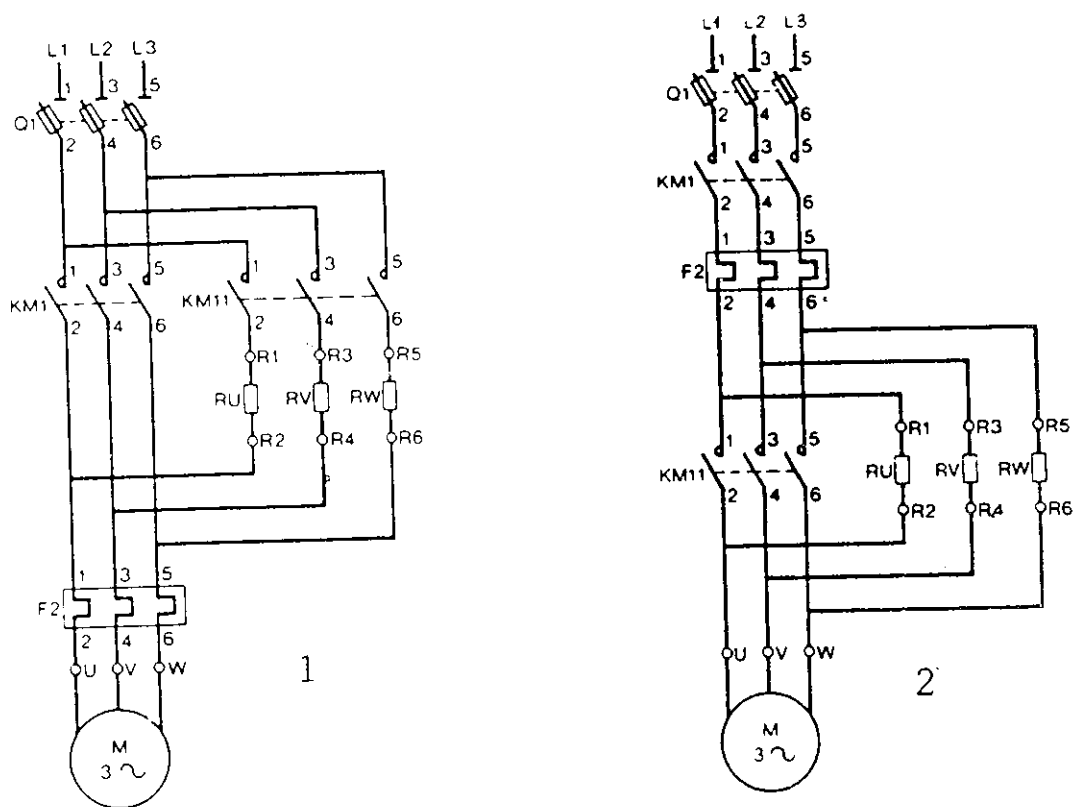 L1 L2 L3
1 3 5
Q1
2 4 6
1 3 5 1 3 5
KM1 KM11
2 4 6 2 4 6
R1 R3 R5
RU RV RW
R2 R4 R6
1 3 5
F2
2 4 6
U V W
M
3
1
L1 L2 L3
1 3 5
Q1
2 4 6
1 3 5
KM1
2 4 6
1 3 5
F2
2 4 6
R1 R3 R5
1 3 5
RU RV RW
KM11
2 4 6
R2 R4 R6
U V W
M
3
2